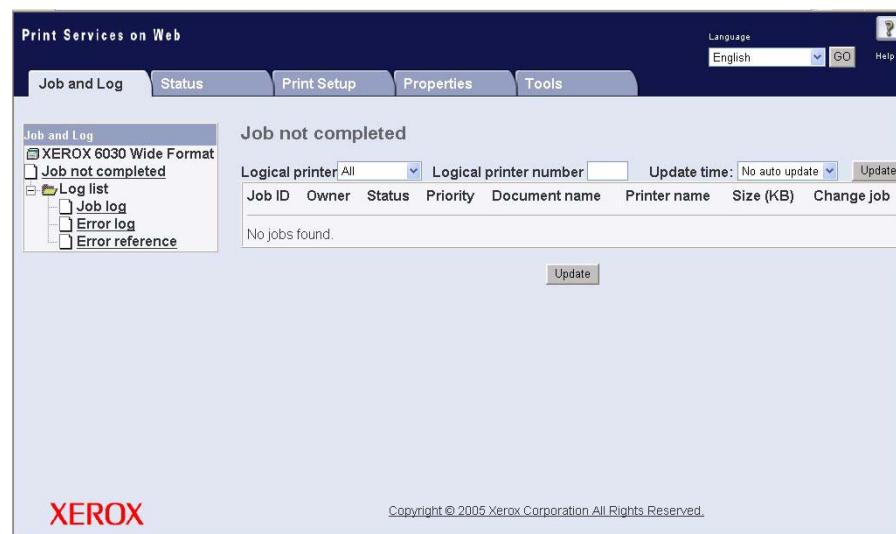 Print Services on Web
Language
English GO
Help
Job and Log Status Print Setup Properties Tools
Job and Log
XEROX 6030 Wide Format
Job not completed
Log list
Job log
Error log
Error reference
Job not completed
Logical printer All Logical printer number Update time: No auto update Update
Job ID Owner Status Priority Document name Printer name Size (KB) Change job
No jobs found.
Update
XEROX
Copyright © 2005 Xerox Corporation All Rights Reserved.